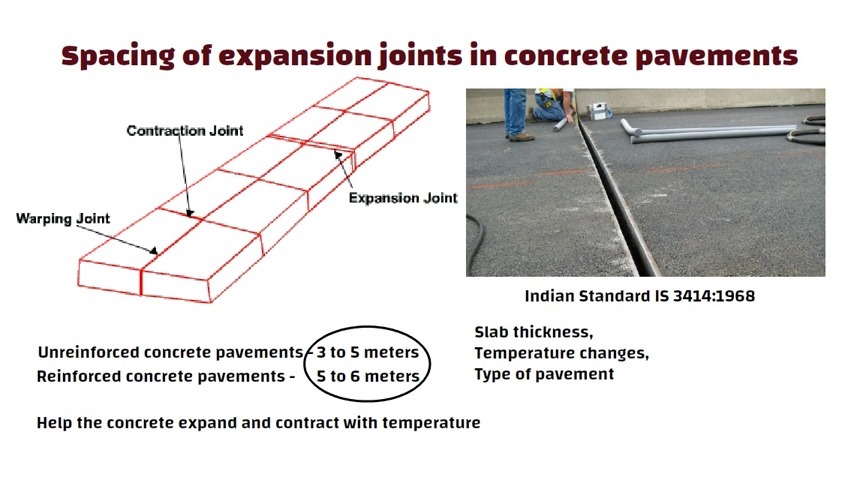 Spacing of expansion joints in concrete pavements
Contraction Joint
Expansion Joint
Warping Joint
Indian Standard IS 3414:1968
Slab thickness,
Temperature changes,
Type of pavement
Unreinforced concrete pavements - 3 to 5 meters
Reinforced concrete pavements - 5 to 6 meters
Help the concrete expand and contract with temperature